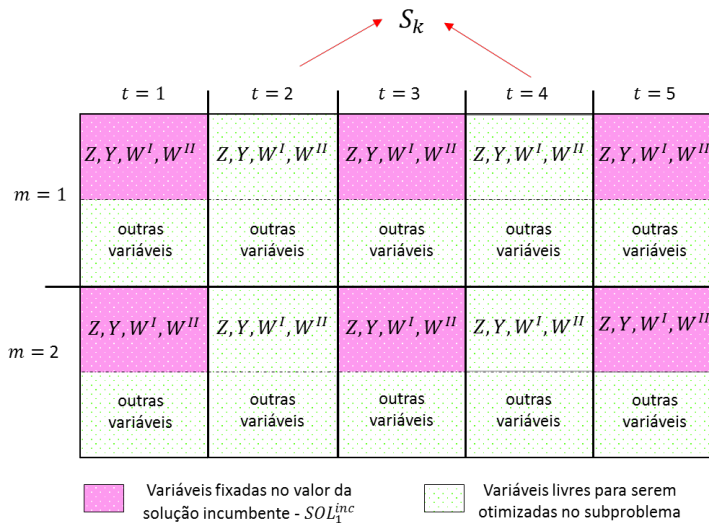 S_k
t = 1 t = 2 t = 3 t = 4 t = 5
Z, Y, W^I, W^II Z, Y, W^I, W^II Z, Y, W^I, W^II Z, Y, W^I, W^II Z, Y, W^I, W^II
m = 1
outras outras outras outras outras
variáveis variáveis variáveis variáveis variáveis
Z, Y, W^I, W^II Z, Y, W^I, W^II Z, Y, W^I, W^II Z, Y, W^I, W^II Z, Y, W^I, W^II
m = 2
outras outras outras outras outras
variáveis variáveis variáveis variáveis variáveis
Variáveis fixadas no valor da
solução incumbente - SOL_1^inc
Variáveis livres para serem
otimizadas no subproblema